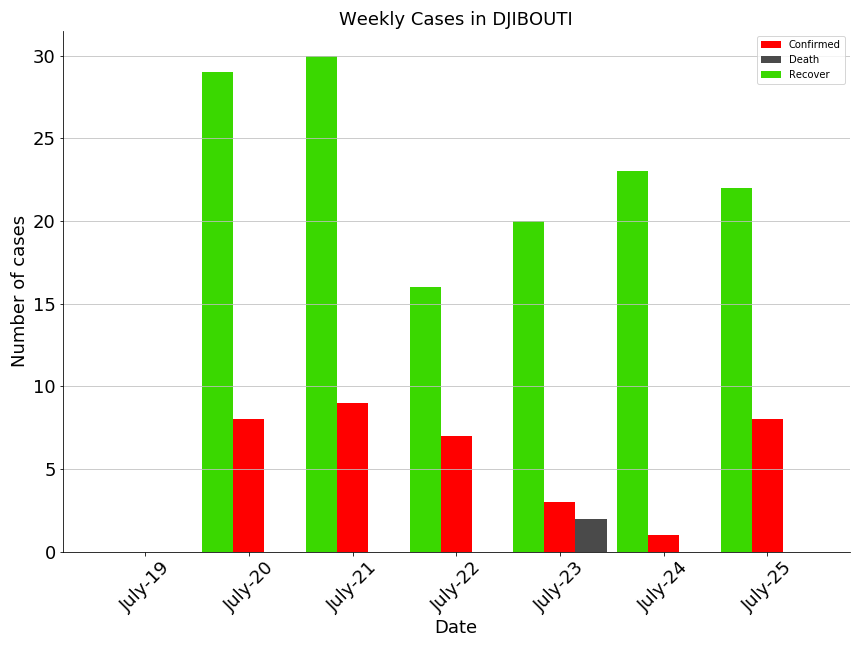 Weekly Cases in DJIBOUTI
Confirmed
Death
Recover
Number of cases
30
25
20
15
10
5
0
July-19
July-20
July-21
July-22
July-23
July-24
July-25
Date